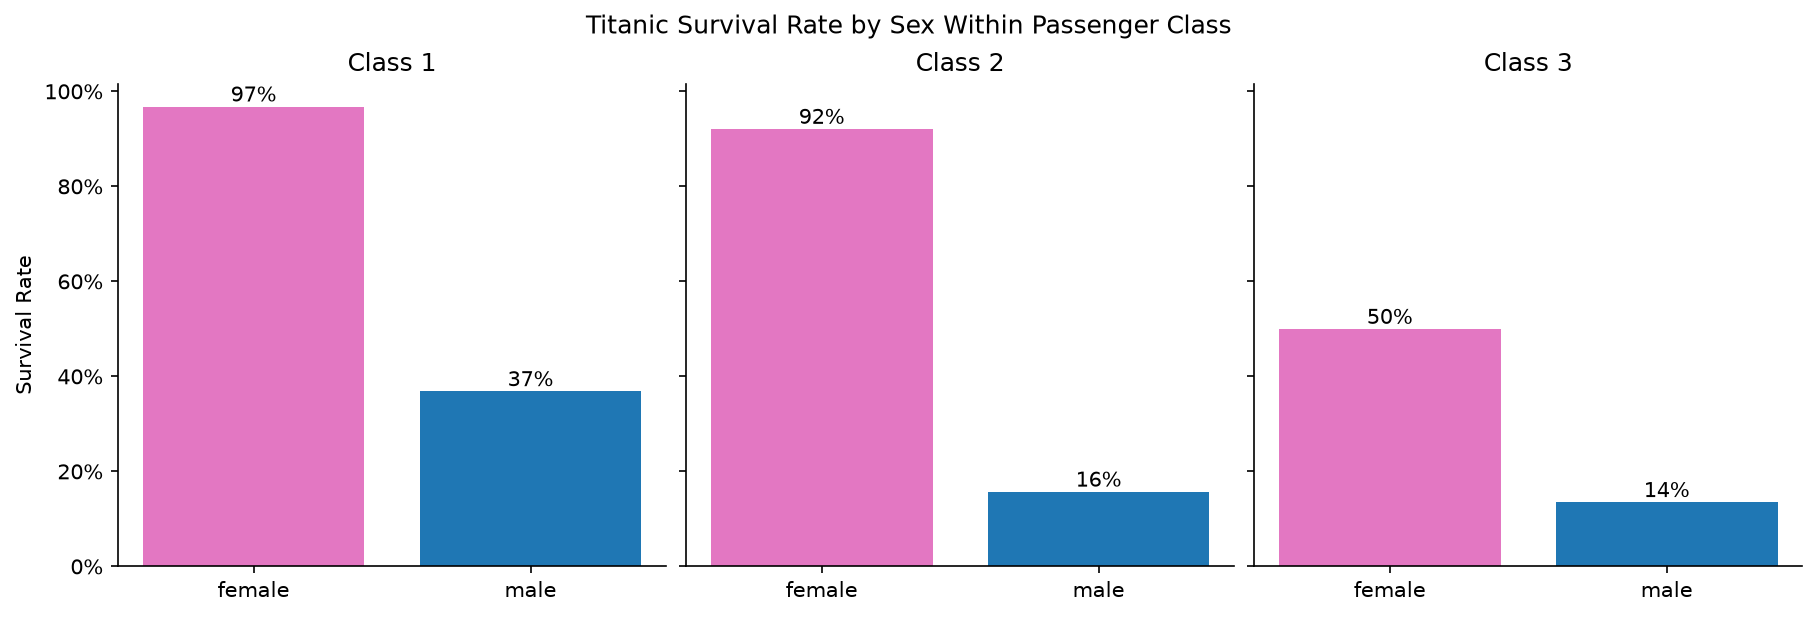 Titanic Survival Rate by Sex Within Passenger Class
Class 1
Class 2
Class 3
Survival Rate
100%
80%
60%
40%
20%
0%
97%
37%
92%
16%
50%
14%
female
male
female
male
female
male